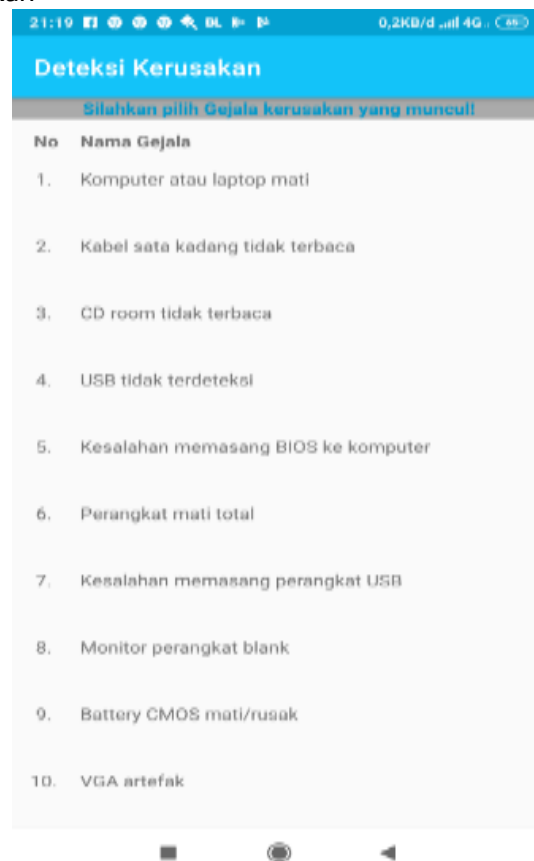 21:19 BL 0,2KB/d 4G
Deteksi Kerusakan
Silahkan pilih Gejala kerusakan yang muncul!
No Nama Gejala
1. Komputer atau laptop mati
2. Kabel sata kadang tidak terbaca
3. CD room tidak terbaca
4. USB tidak terdeteksi
5. Kesalahan memasang BIOS ke komputer
6. Perangkat mati total
7. Kesalahan memasang perangkat USB
8. Monitor perangkat blank
9. Battery CMOS mati/rusak
10. VGA artefak